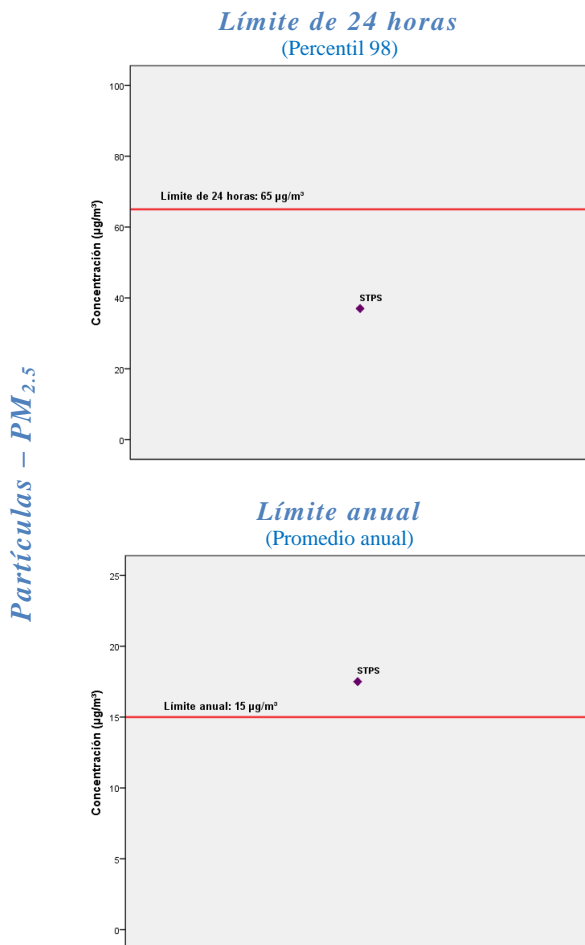 Límite de 24 horas
(Percentil 98)
100
80
60
40
20
0
Concentración (µg/m³)
Límite de 24 horas: 65 µg/m³
STPS
Partículas – PM2.5
Límite anual
(Promedio anual)
25
20
15
10
5
0
Concentración (µg/m³)
STPS
Límite anual: 15 µg/m³